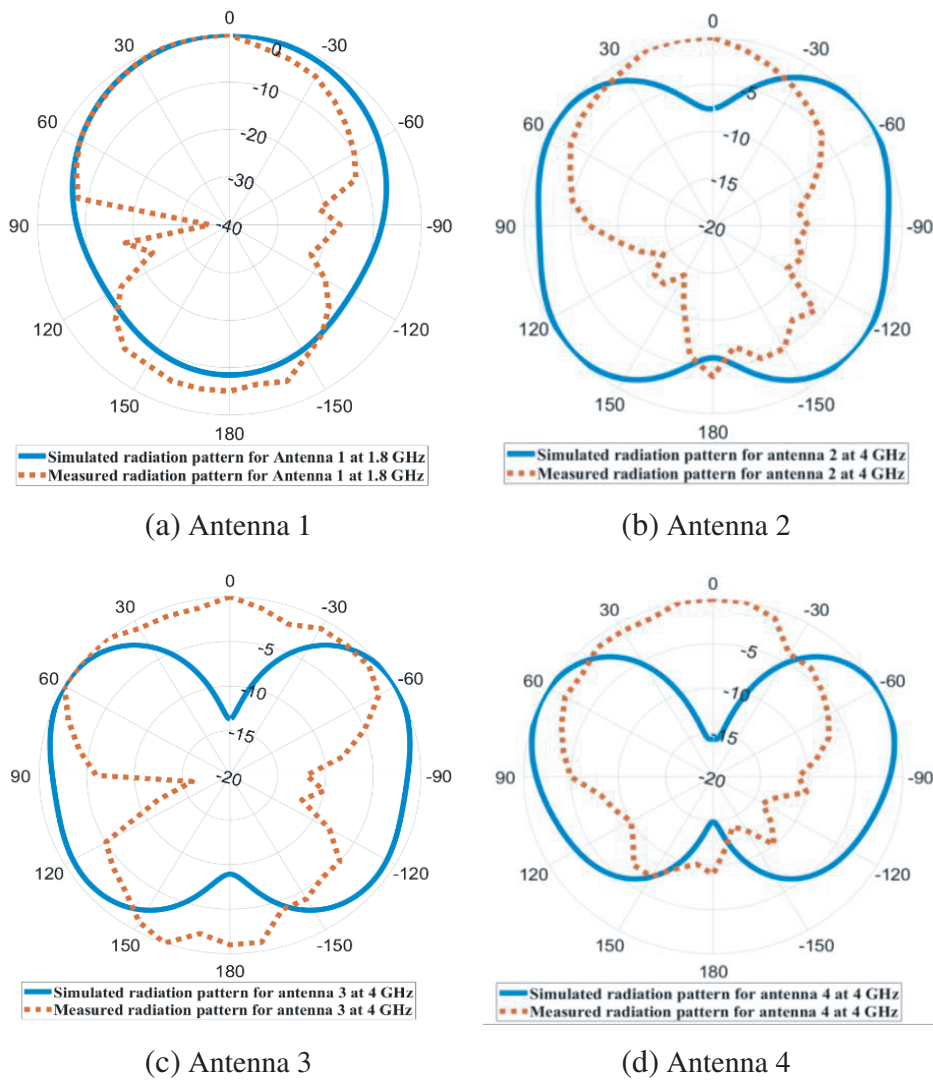 0 0
30 -30 30 -30
0
-10 -5
60 -60 60 -60
-20 -10
-30 -15
90 -40 -90 90 -20 -90
120 -120 120 -120
150 -150 150 -150
180 180
Simulated radiation pattern for Antenna 1 at 1.8 GHz
Measured radiation pattern for Antenna 1 at 1.8 GHz
Simulated radiation pattern for antenna 2 at 4 GHz
Measured radiation pattern for antenna 2 at 4 GHz
(a) Antenna 1
(b) Antenna 2
0 0
30 -30 30 -30
-5 -5
60 -60 60 -60
-10 -10
-15 -15
90 -20 -90 90 -20 -90
120 -120 120 -120
150 -150 150 -150
180 180
Simulated radiation pattern for antenna 3 at 4 GHz
Measured radiation pattern for antenna 3 at 4 GHz
Simulated radiation pattern for antenna 4 at 4 GHz
Measured radiation pattern for antenna 4 at 4 GHz
(c) Antenna 3
(d) Antenna 4